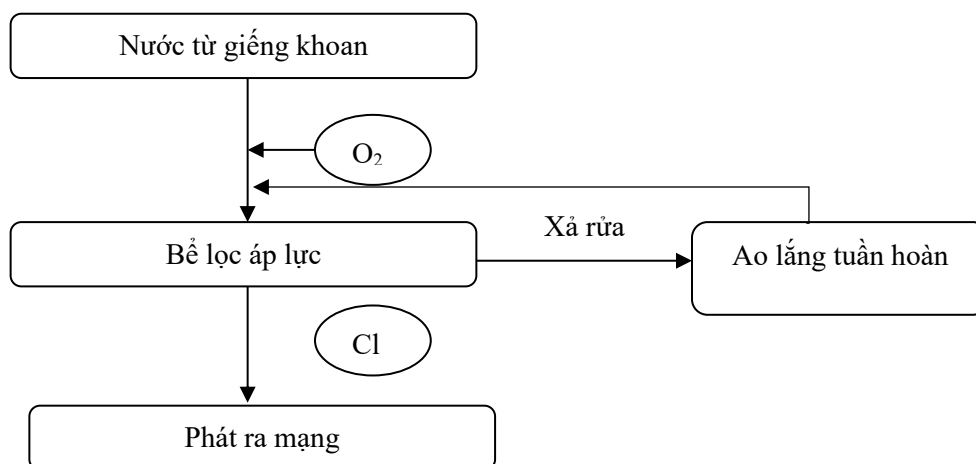 Nước từ giếng khoan
O₂
Xả rửa
Bể lọc áp lực
Ao lắng tuần hoàn
Cl
Phát ra mạng